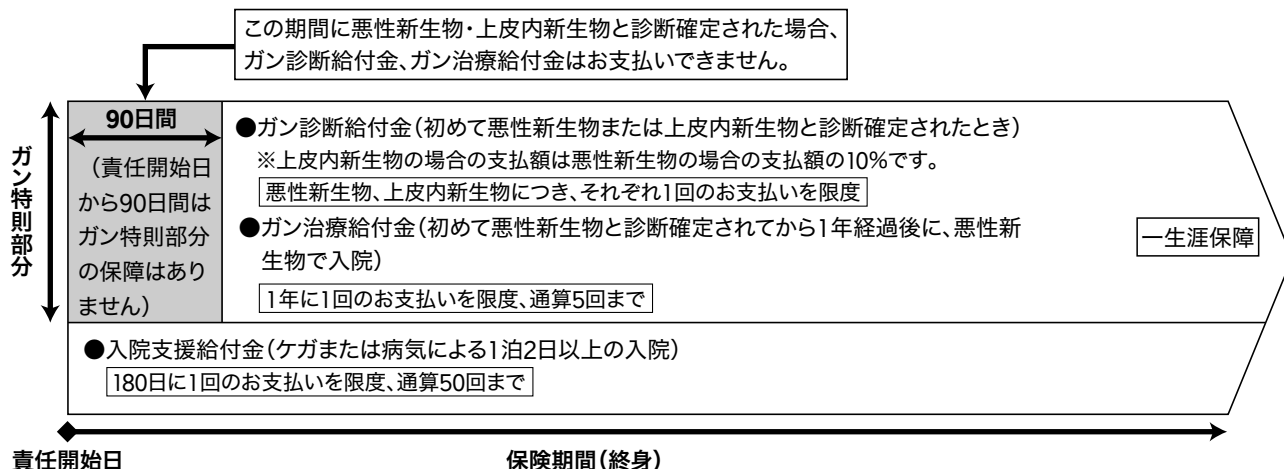 この期間に悪性新生物・上皮内新生物と診断確定された場合、
ガン診断給付金、ガン治療給付金はお支払いできません。
ガン特則部分
90日間
（責任開始日
から90日間は
ガン特則部分
の保障はあり
ません）
●ガン診断給付金（初めて悪性新生物または上皮内新生物と診断確定されたとき）
※上皮内新生物の場合の支払額は悪性新生物の場合の支払額の10％です。
悪性新生物、上皮内新生物につき、それぞれ1回のお支払いを限度
●ガン治療給付金（初めて悪性新生物と診断確定されてから1年経過後に、悪性新
生物で入院）
1年に1回のお支払いを限度、通算5回まで
一生涯保障
●入院支援給付金（ケガまたは病気による1泊2日以上の入院）
180日に1回のお支払いを限度、通算50回まで
責任開始日
保険期間（終身）